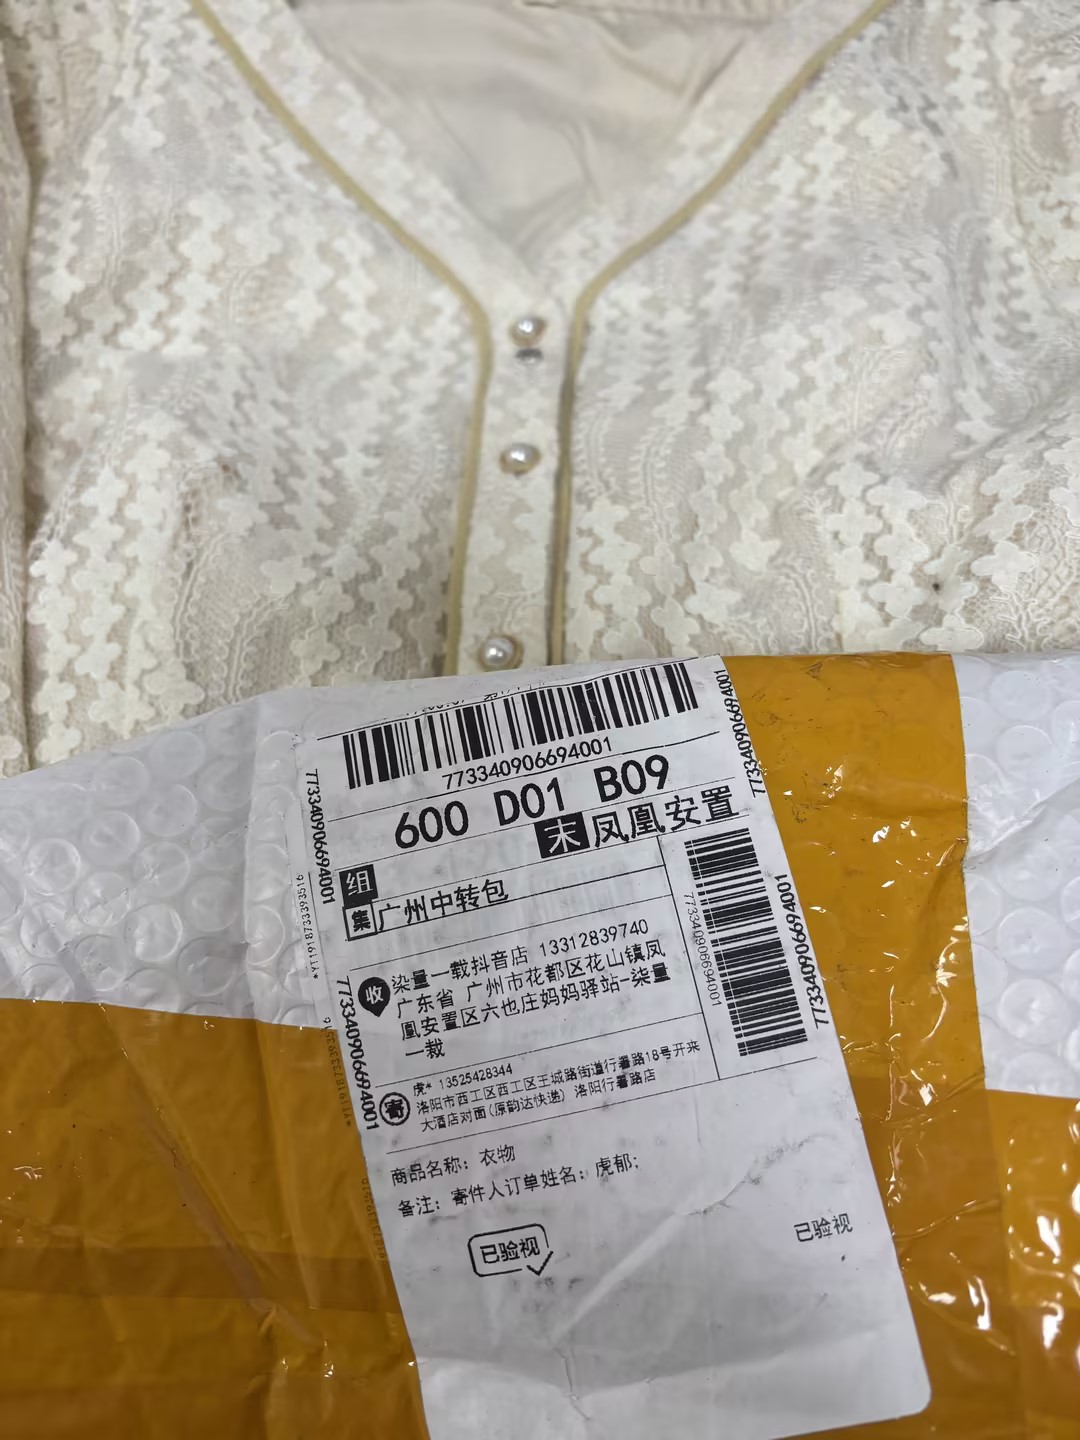 773340906694001
600 D01 B09
末 凤凰安置
组
集 广州中转包
收 染量一载抖音店 13312839740
广东省 广州市花都区花山镇凤
凰安置区六也庄妈妈驿站-柒量
一裁
寄 虎* 13525428344
洛阳市西工区西工区王城路街道行署路18号开来
大酒店对面(原韵达快递) 洛阳行署路店
商品名称: 衣物
备注: 寄件人订单姓名: 虎郁;
已验视
已验视
773340906694001
773340906694001
773340906694001
773340906694001
773340906694001
*YT1918733393516